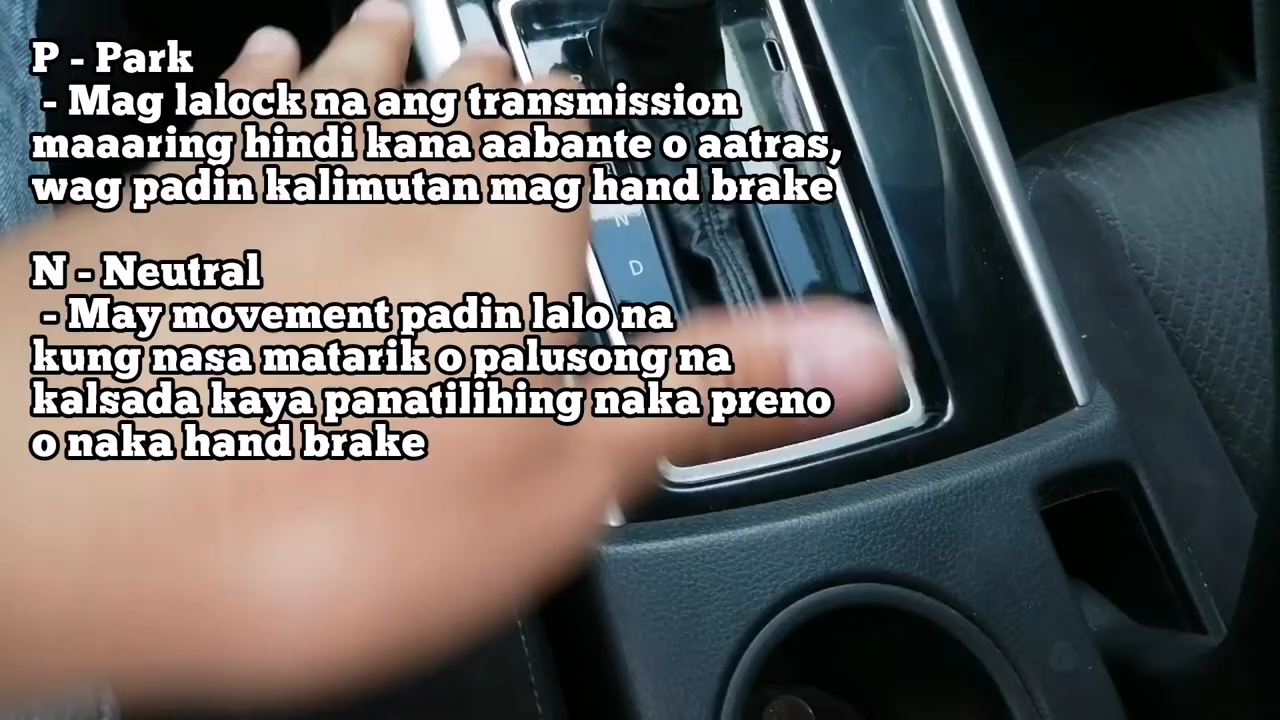 P - Park
- Mag lalock na ang transmission
maaaring hindi kana aabante o aatras,
wag padin kalimutan mag hand brake
N - Neutral
- May movement padin lalo na
kung nasa matarik o palusong na
kalsada kaya panatilihing naka preno
o naka hand brake
N
D